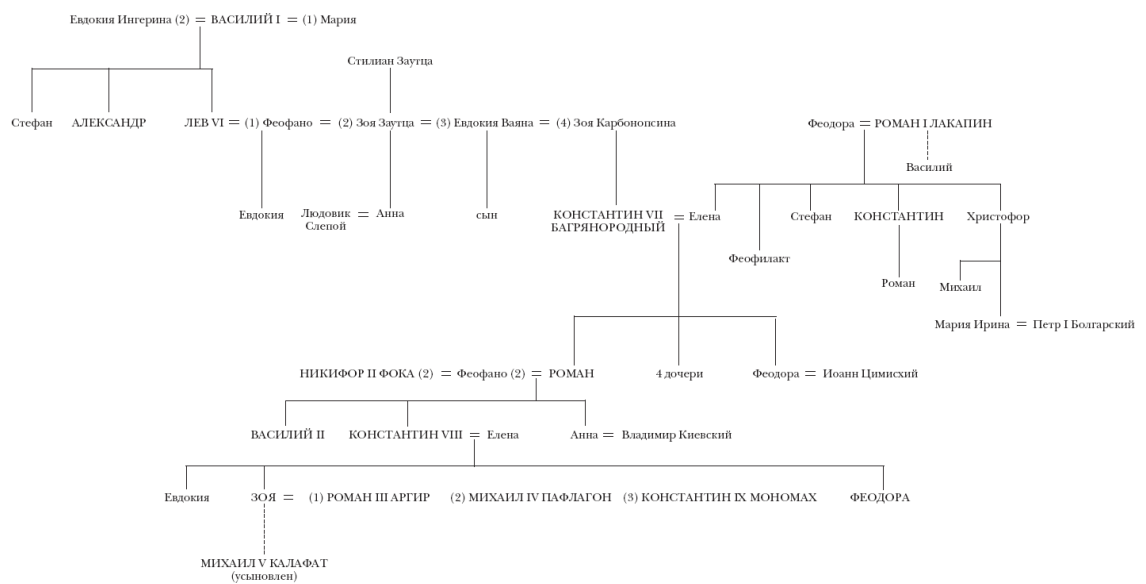 Евдокия Ингерина (2) = ВАСИЛИЙ I = (1) Мария
Стилиан Заутца
Стефан АЛЕКСАНДР ЛЕВ VI = (1) Феофано = (2) Зоя Заутца = (3) Евдокия Ваяна = (4) Зоя Карбонопсина
Феодора = РОМАН I ЛАКАПИН
Василий
Евдокия Людовик = Анна сын КОНСТАНТИН VII = Елена Стефан КОНСТАНТИН Христофор
Слепой БАГРЯНОРОДНЫЙ
Феофилакт
Роман Михаил
Мария Ирина = Петр I Болгарский
НИКИФОР II ФОКА (2) = Феофано (2) = РОМАН 4 дочери Феодора = Иоанн Цимисхий
ВАСИЛИЙ II КОНСТАНТИН VIII = Елена Анна = Владимир Киевский
Евдокия ЗОЯ = (1) РОМАН III АРГИР (2) МИХАИЛ IV ПАФЛАГОН (3) КОНСТАНТИН IX МОНОМАХ ФЕОДОРА
МИХАИЛ V КАЛАФАТ
(усыновлен)